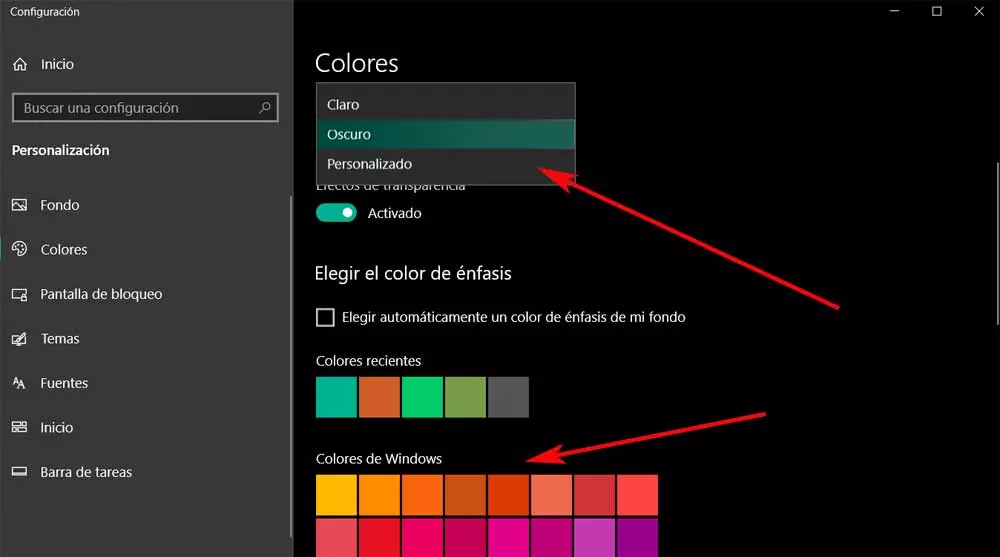 Configuración
Inicio
Buscar una configuración
Personalización
Fondo
Colores
Pantalla de bloqueo
Temas
Fuentes
Inicio
Barra de tareas
Colores
Claro
Oscuro
Personalizado
Efectos de transparencia
Activado
Elegir el color de énfasis
Elegir automáticamente un color de énfasis de mi fondo
Colores recientes
Colores de Windows